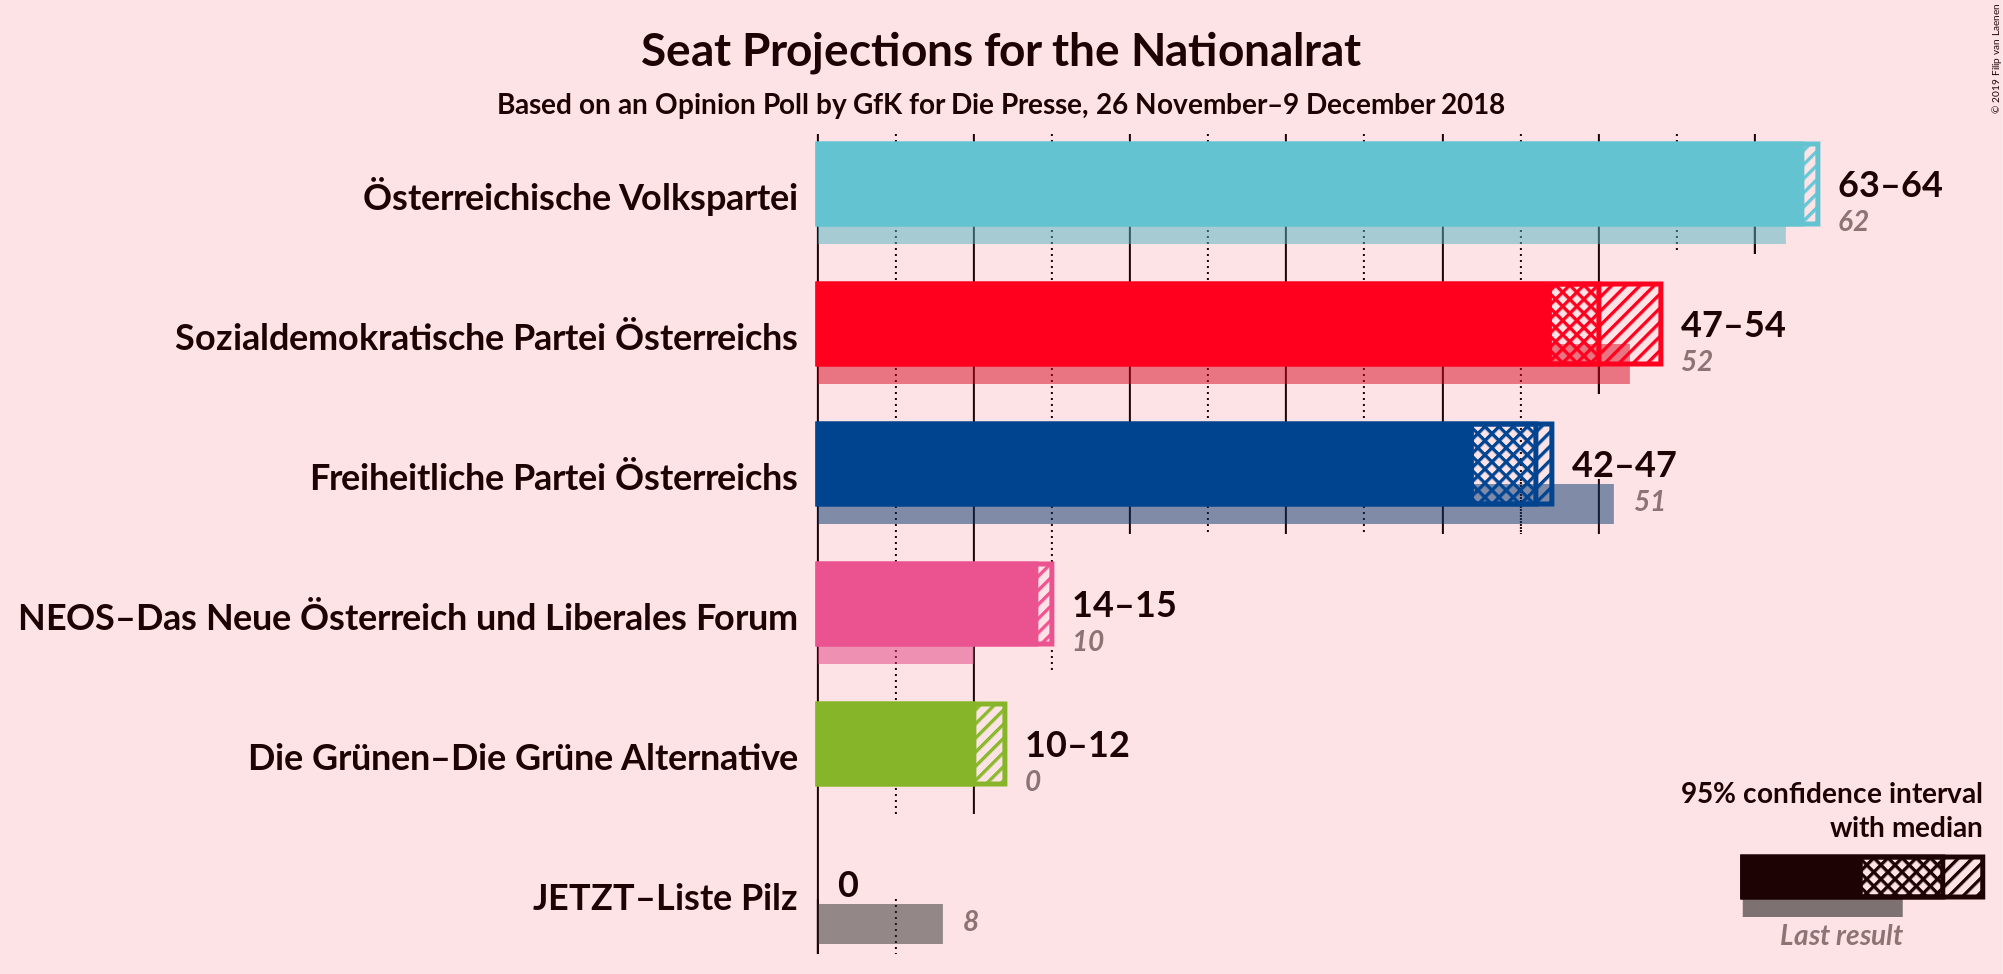 Seat Projections for the Nationalrat
Based on an Opinion Poll by GfK for Die Presse, 26 November–9 December 2018
© 2019 Filip van Laenen
Österreichische Volkspartei
63–64
62
Sozialdemokratische Partei Österreichs
47–54
52
Freiheitliche Partei Österreichs
42–47
51
NEOS–Das Neue Österreich und Liberales Forum
14–15
10
Die Grünen–Die Grüne Alternative
10–12
0
JETZT–Liste Pilz
0
8
95% confidence interval
with median
Last result